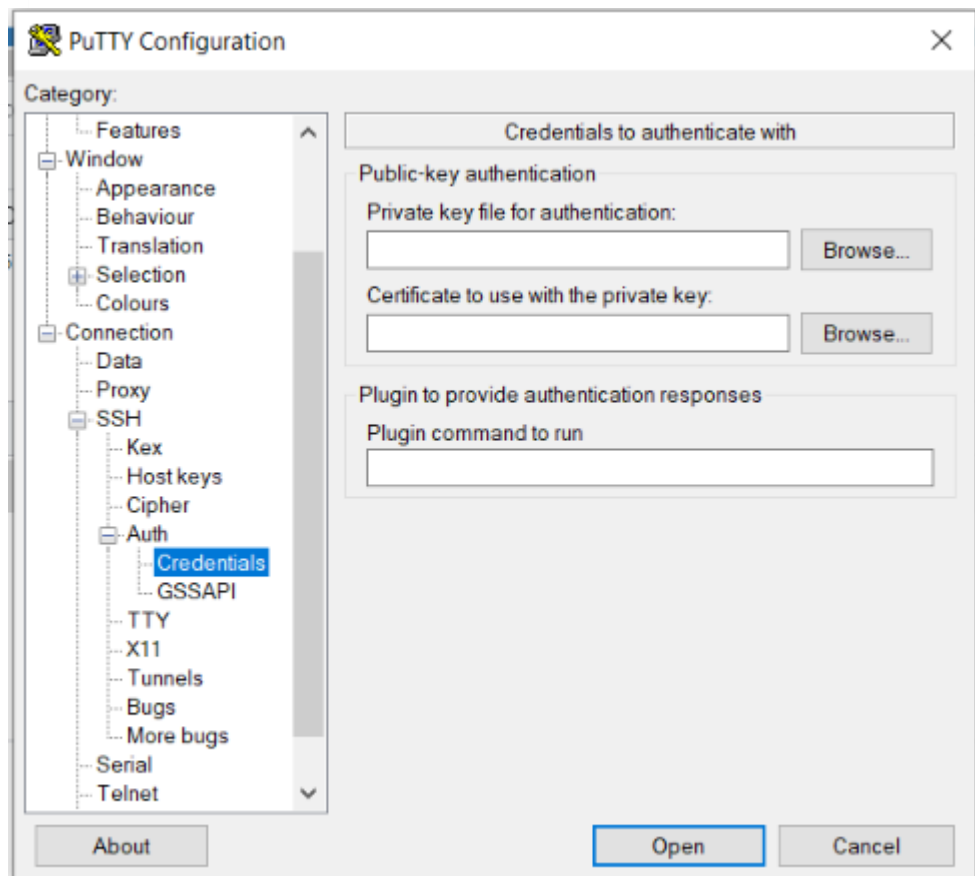 PuTTY Configuration
Category:
Features
Window
Appearance
Behaviour
Translation
Selection
Colours
Connection
Data
Proxy
SSH
Kex
Host keys
Cipher
Auth
Credentials
GSSAPI
TTY
X11
Tunnels
Bugs
More bugs
Serial
Telnet
Credentials to authenticate with
Public-key authentication
Private key file for authentication:
Browse...
Certificate to use with the private key:
Browse...
Plugin to provide authentication responses
Plugin command to run
About
Open
Cancel